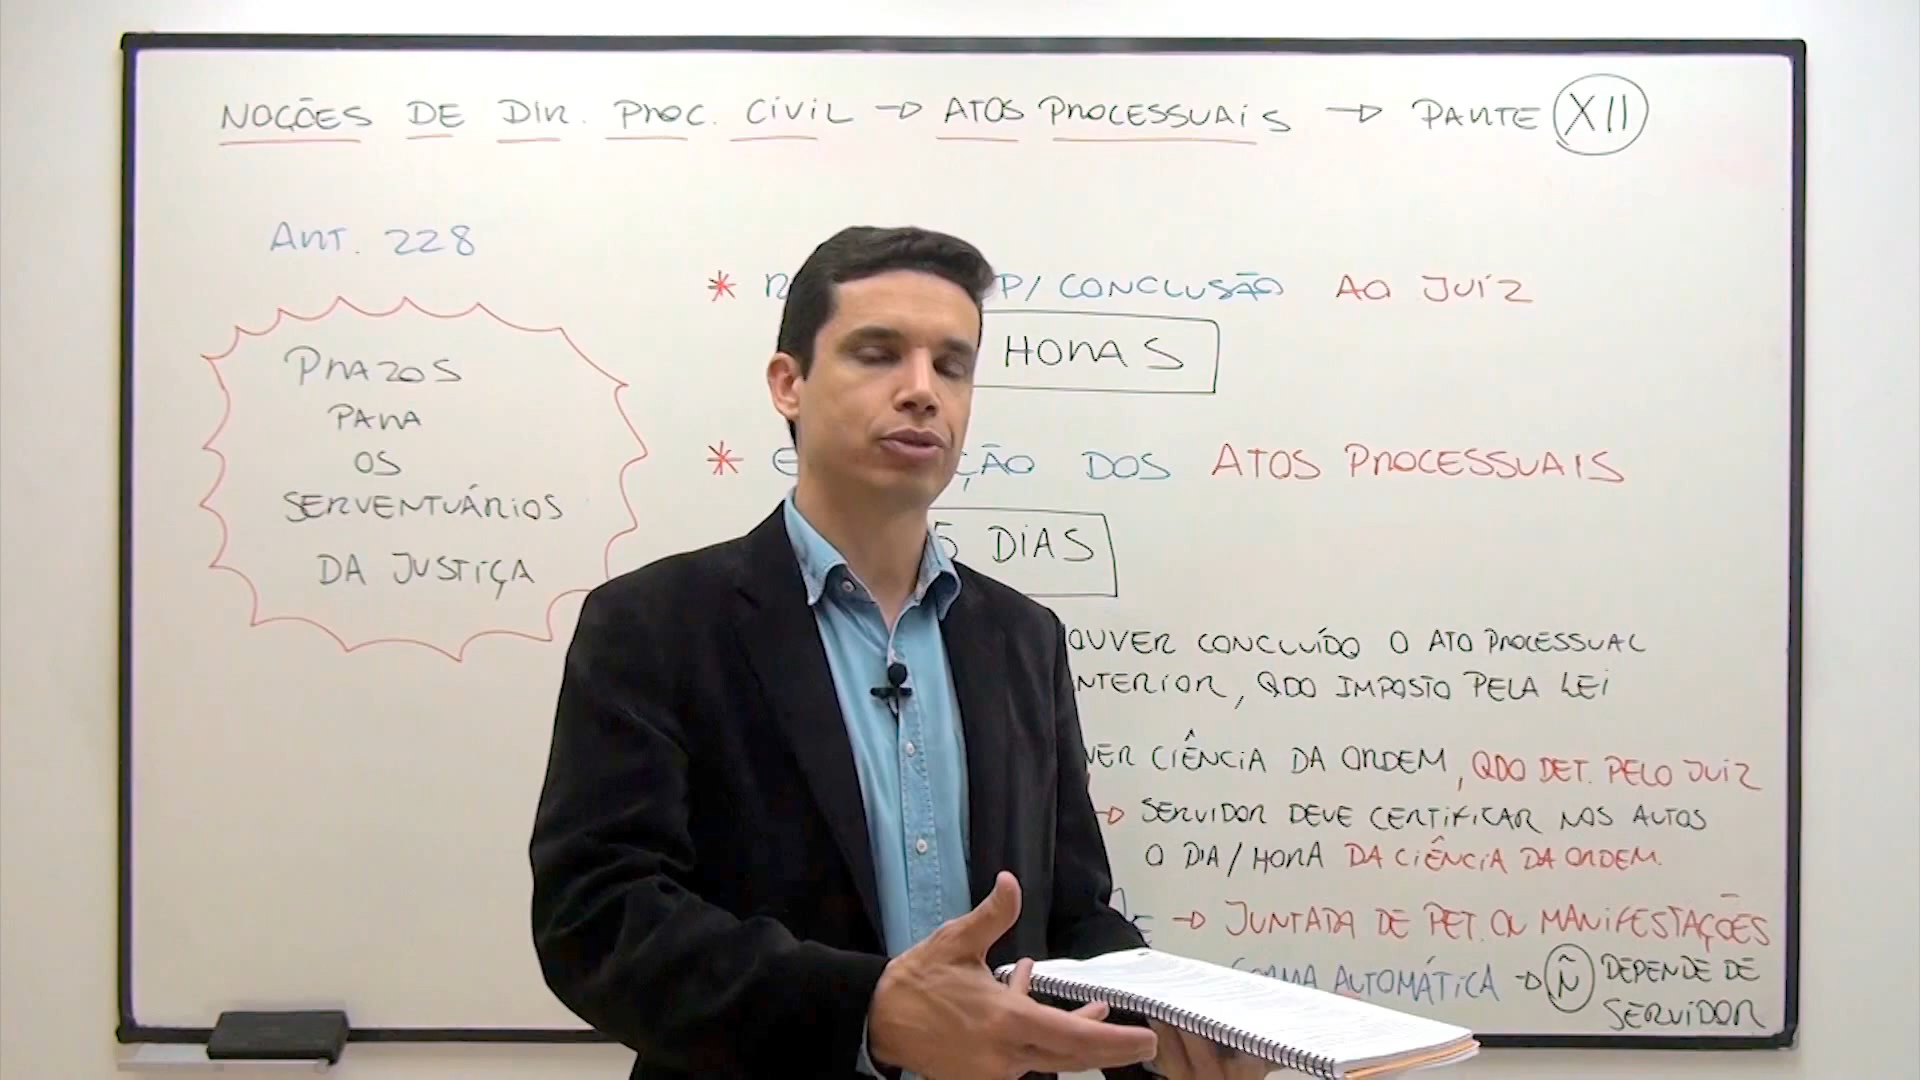 NOÇÕES DE DIR. PROC. CIVIL → ATOS PROCESSUAIS → PARTE XII
ART. 228
PRAZOS
PARA
OS
SERVENTUÁRIOS
DA JUSTIÇA
* P/ CONCLUSÃO AO JUIZ
HORAS
* DOS ATOS PROCESSUAIS
5 DIAS
CONCLUÍDO O ATO PROCESSUAL
, QDO IMPOSTO PELA LEI
CIÊNCIA DA ORDEM, QDO DET. PELO JUIZ
→ SERVIDOR DEVE CERTIFICAR NOS AUTOS
O DIA/HORA DA CIÊNCIA DA ORDEM.
→ JUNTADA DE PET. OU MANIFESTAÇÕES
AUTOMÁTICA → Ñ DEPENDE DE
SERVIDOR